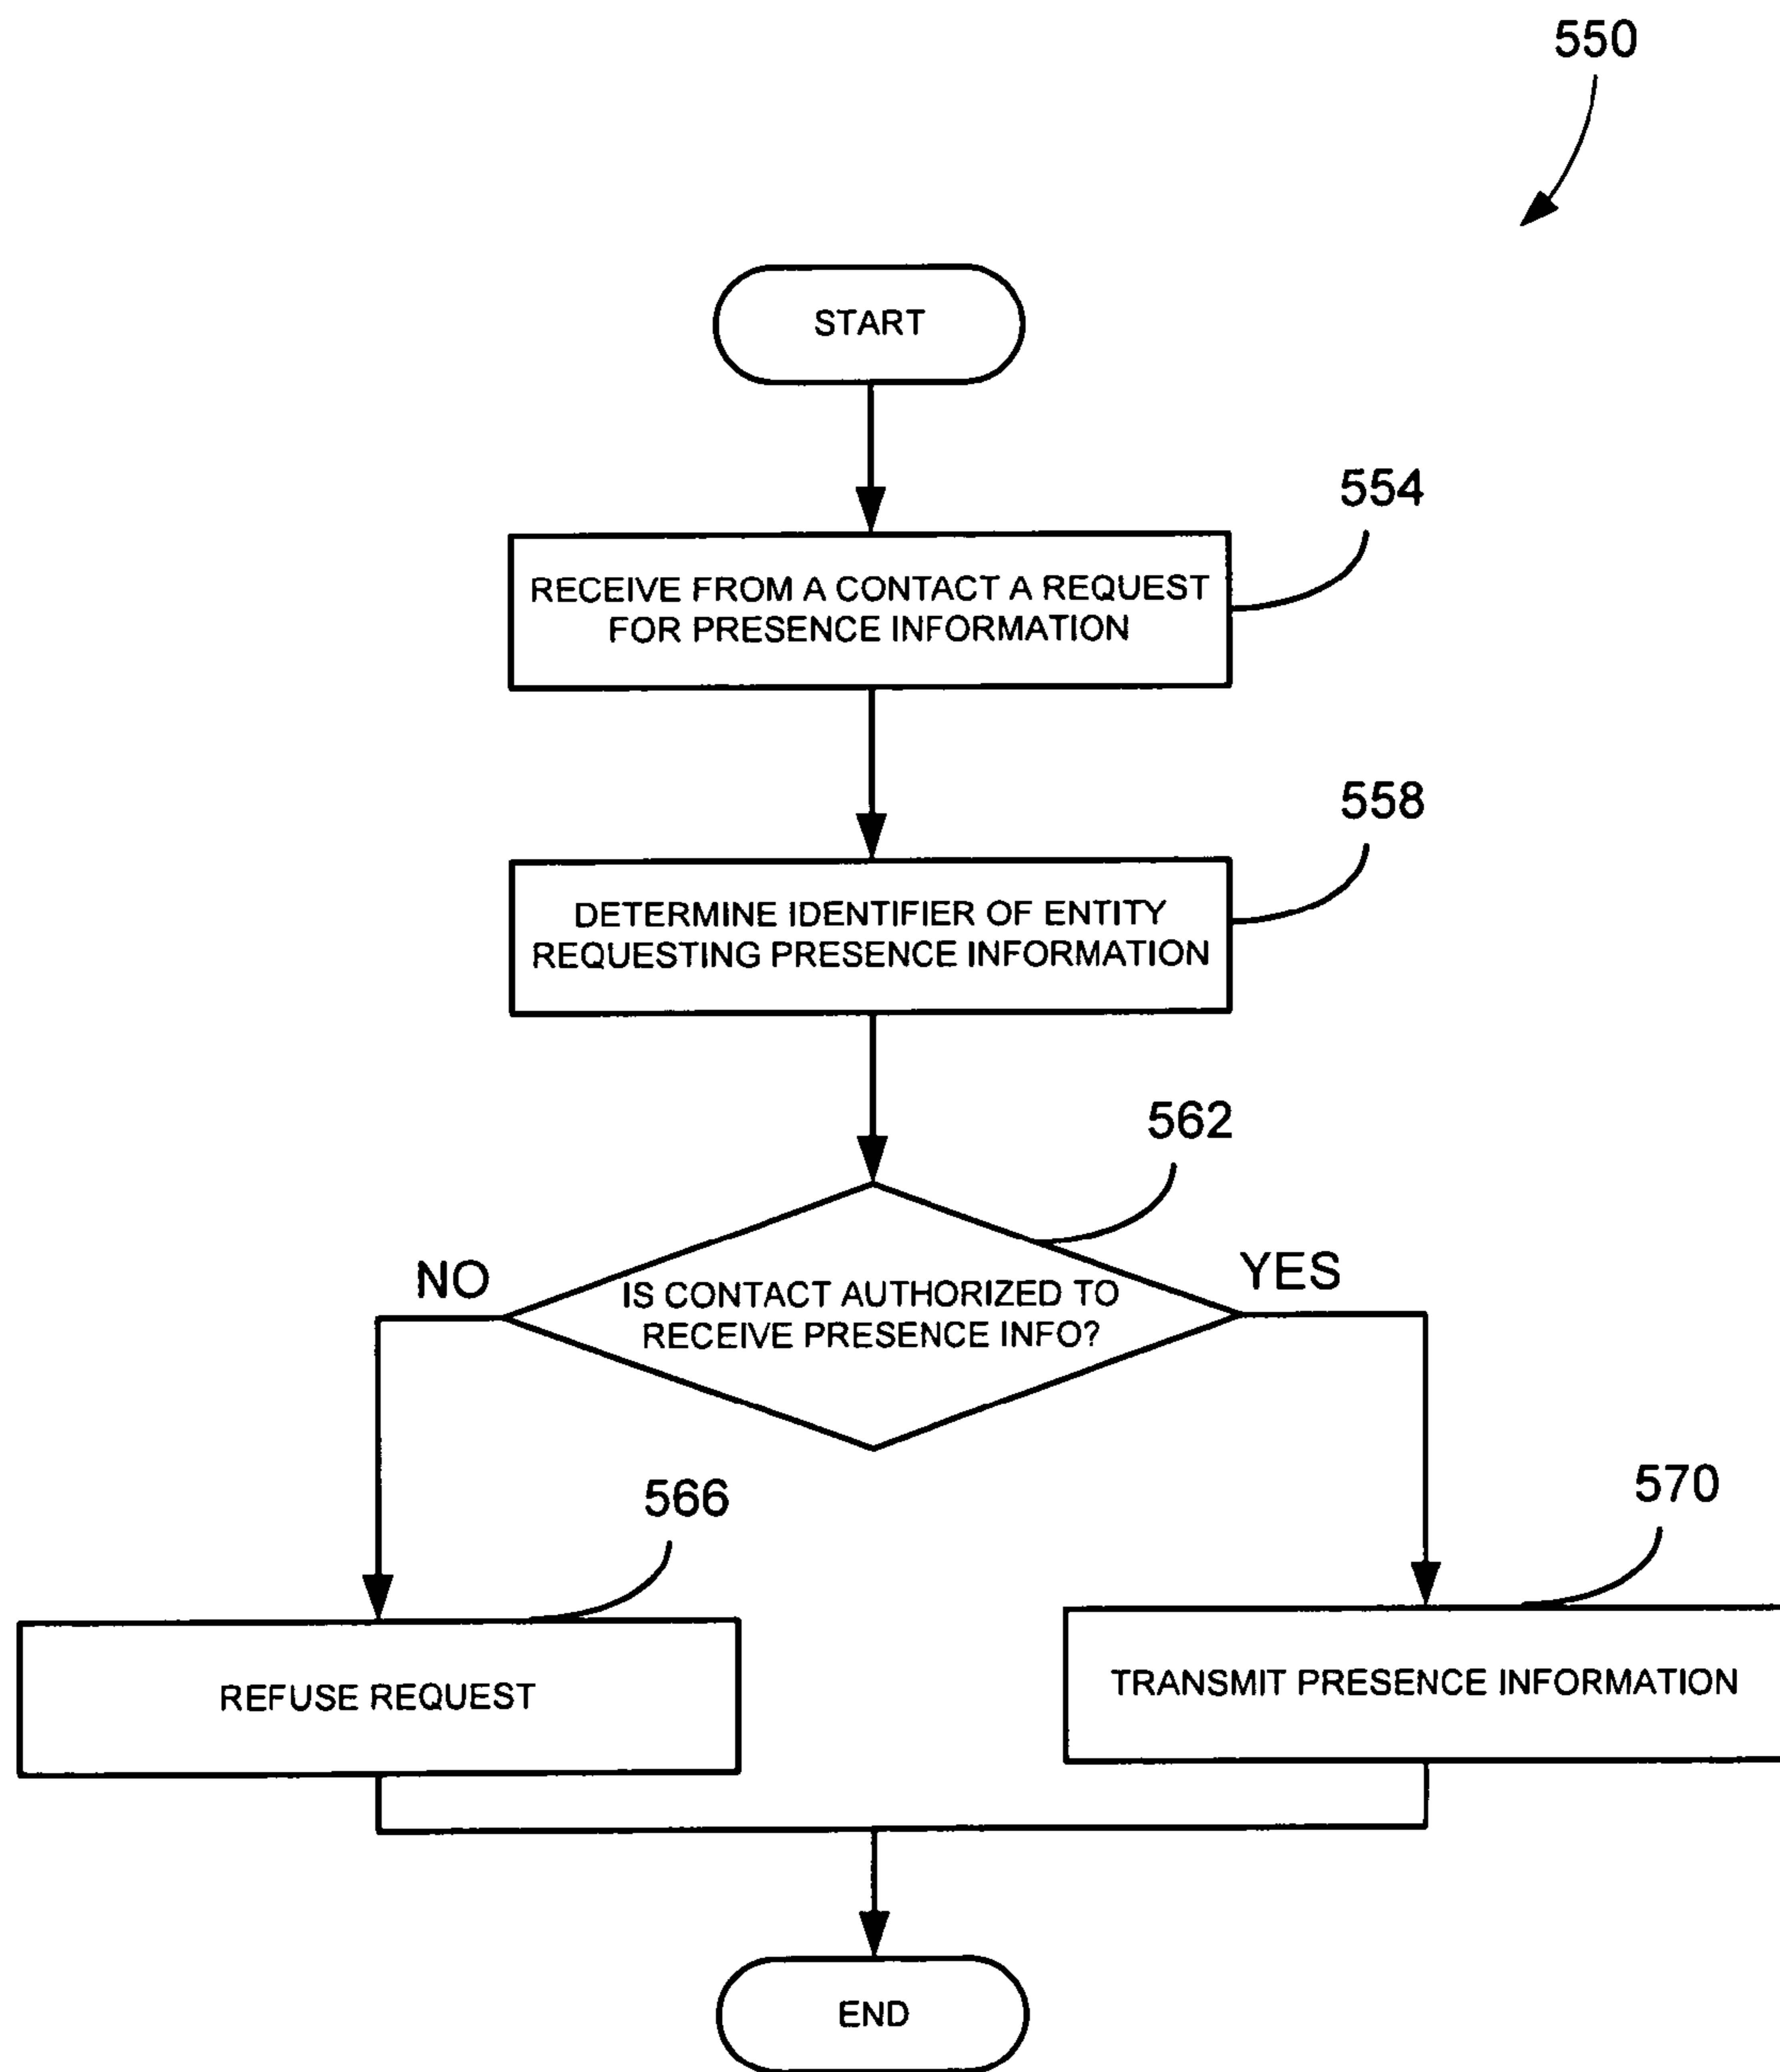 550
START
554
RECEIVE FROM A CONTACT A REQUEST
FOR PRESENCE INFORMATION
558
DETERMINE IDENTIFIER OF ENTITY
REQUESTING PRESENCE INFORMATION
562
NO
YES
IS CONTACT AUTHORIZED TO
RECEIVE PRESENCE INFO?
566
570
REFUSE REQUEST
TRANSMIT PRESENCE INFORMATION
END